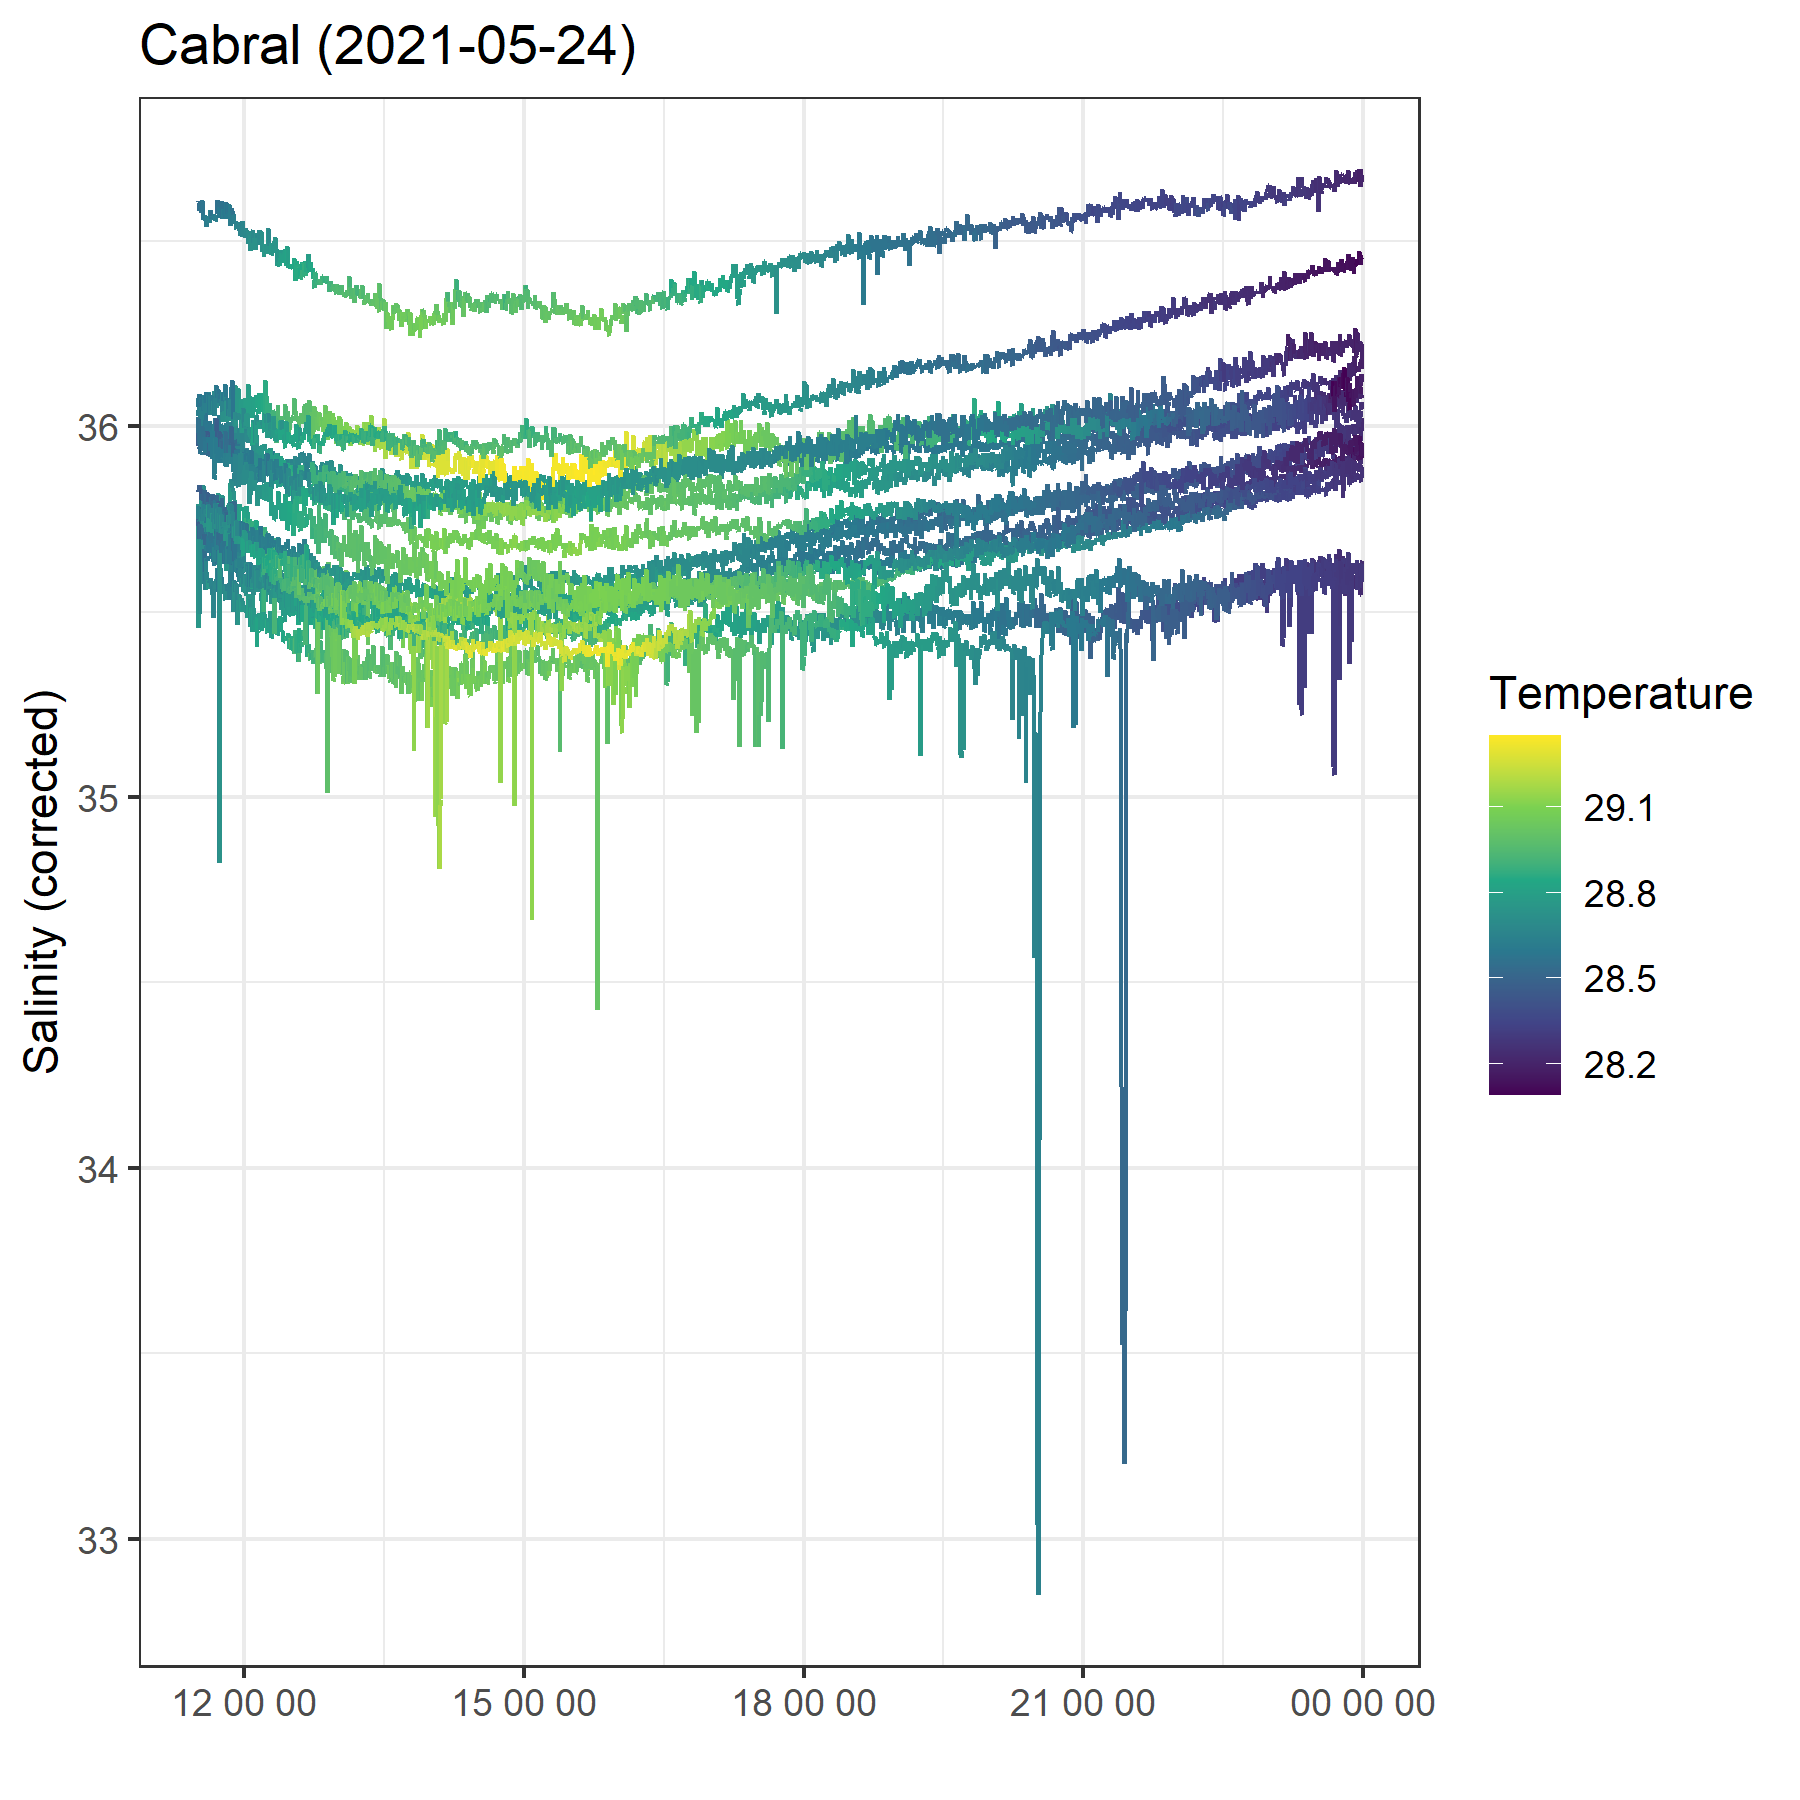 Cabral (2021-05-24)
Salinity (corrected)
36
35
34
33
12 00 00
15 00 00
18 00 00
21 00 00
00 00 00
Temperature
29.1
28.8
28.5
28.2